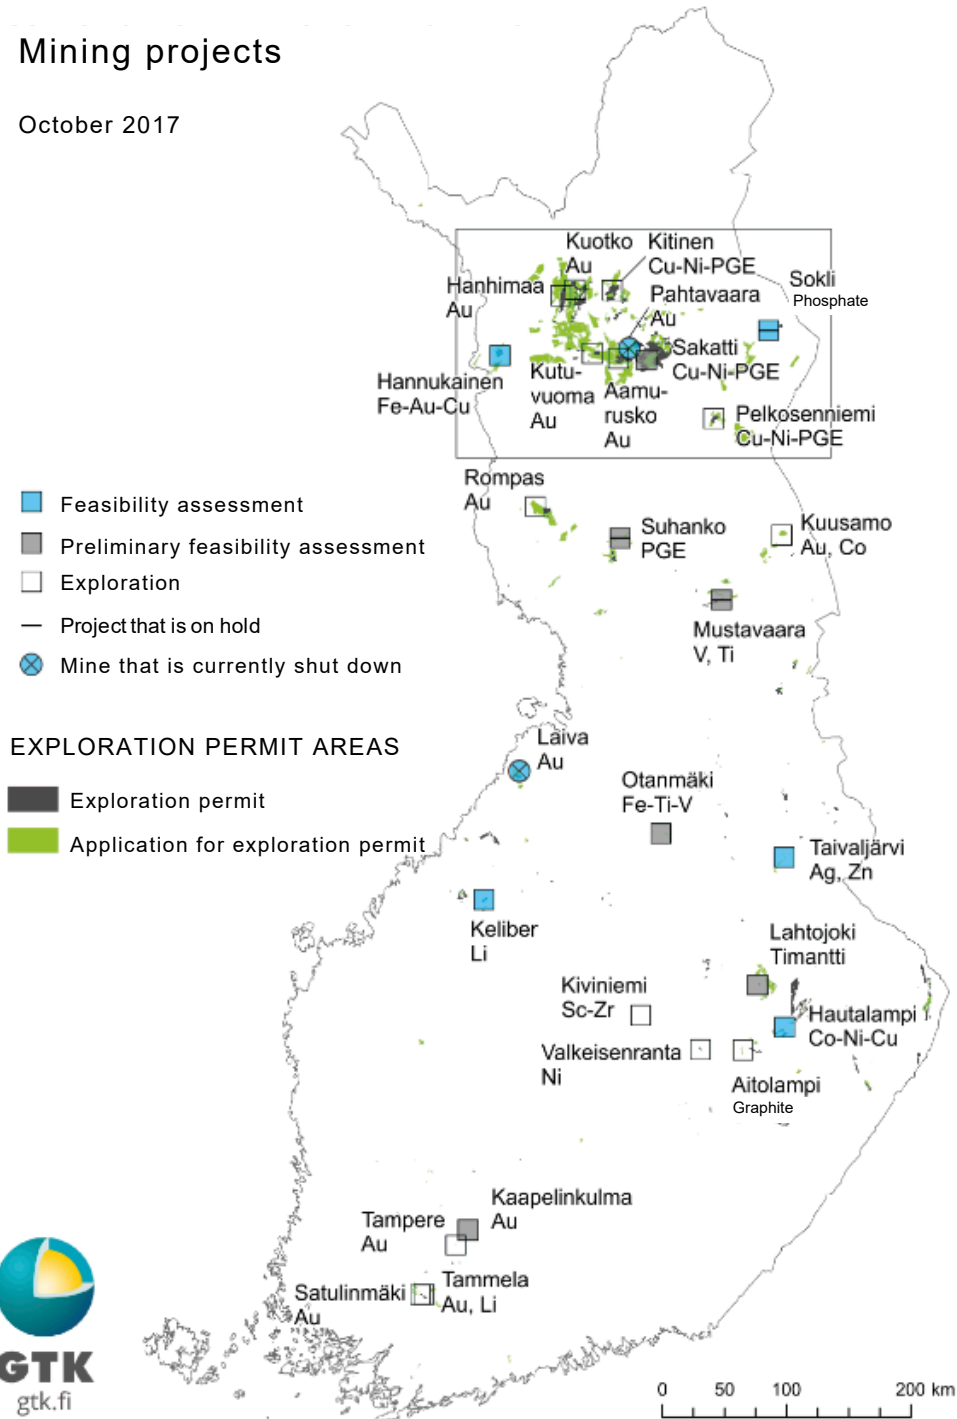 Mining projects
October 2017
Kuotko
Au
Kitinen
Cu-Ni-PGE
Hanhimaa
Au
Pahtavaara
Au
Sokli
Phosphate
Sakatti
Cu-Ni-PGE
Hannukainen
Fe-Au-Cu
Kutu-
vuoma
Au
Aamu-
rusko
Au
Pelkosenniemi
Cu-Ni-PGE
Rompas
Au
Suhanko
PGE
Kuusamo
Au, Co
Mustavaara
V, Ti
Feasibility assessment
Preliminary feasibility assessment
Exploration
Project that is on hold
Mine that is currently shut down
EXPLORATION PERMIT AREAS
Exploration permit
Application for exploration permit
Laiva
Au
Otanmäki
Fe-Ti-V
Taivaljärvi
Ag, Zn
Keliber
Li
Lahtojoki
Timantti
Kiviniemi
Sc-Zr
Hautalampi
Co-Ni-Cu
Valkeisenranta
Ni
Aitolampi
Graphite
Kaapelinkulma
Au
Tampere
Au
Satulinmäki
Au
Tammela
Au, Li
GTK
gtk.fi
0 50 100 200 km